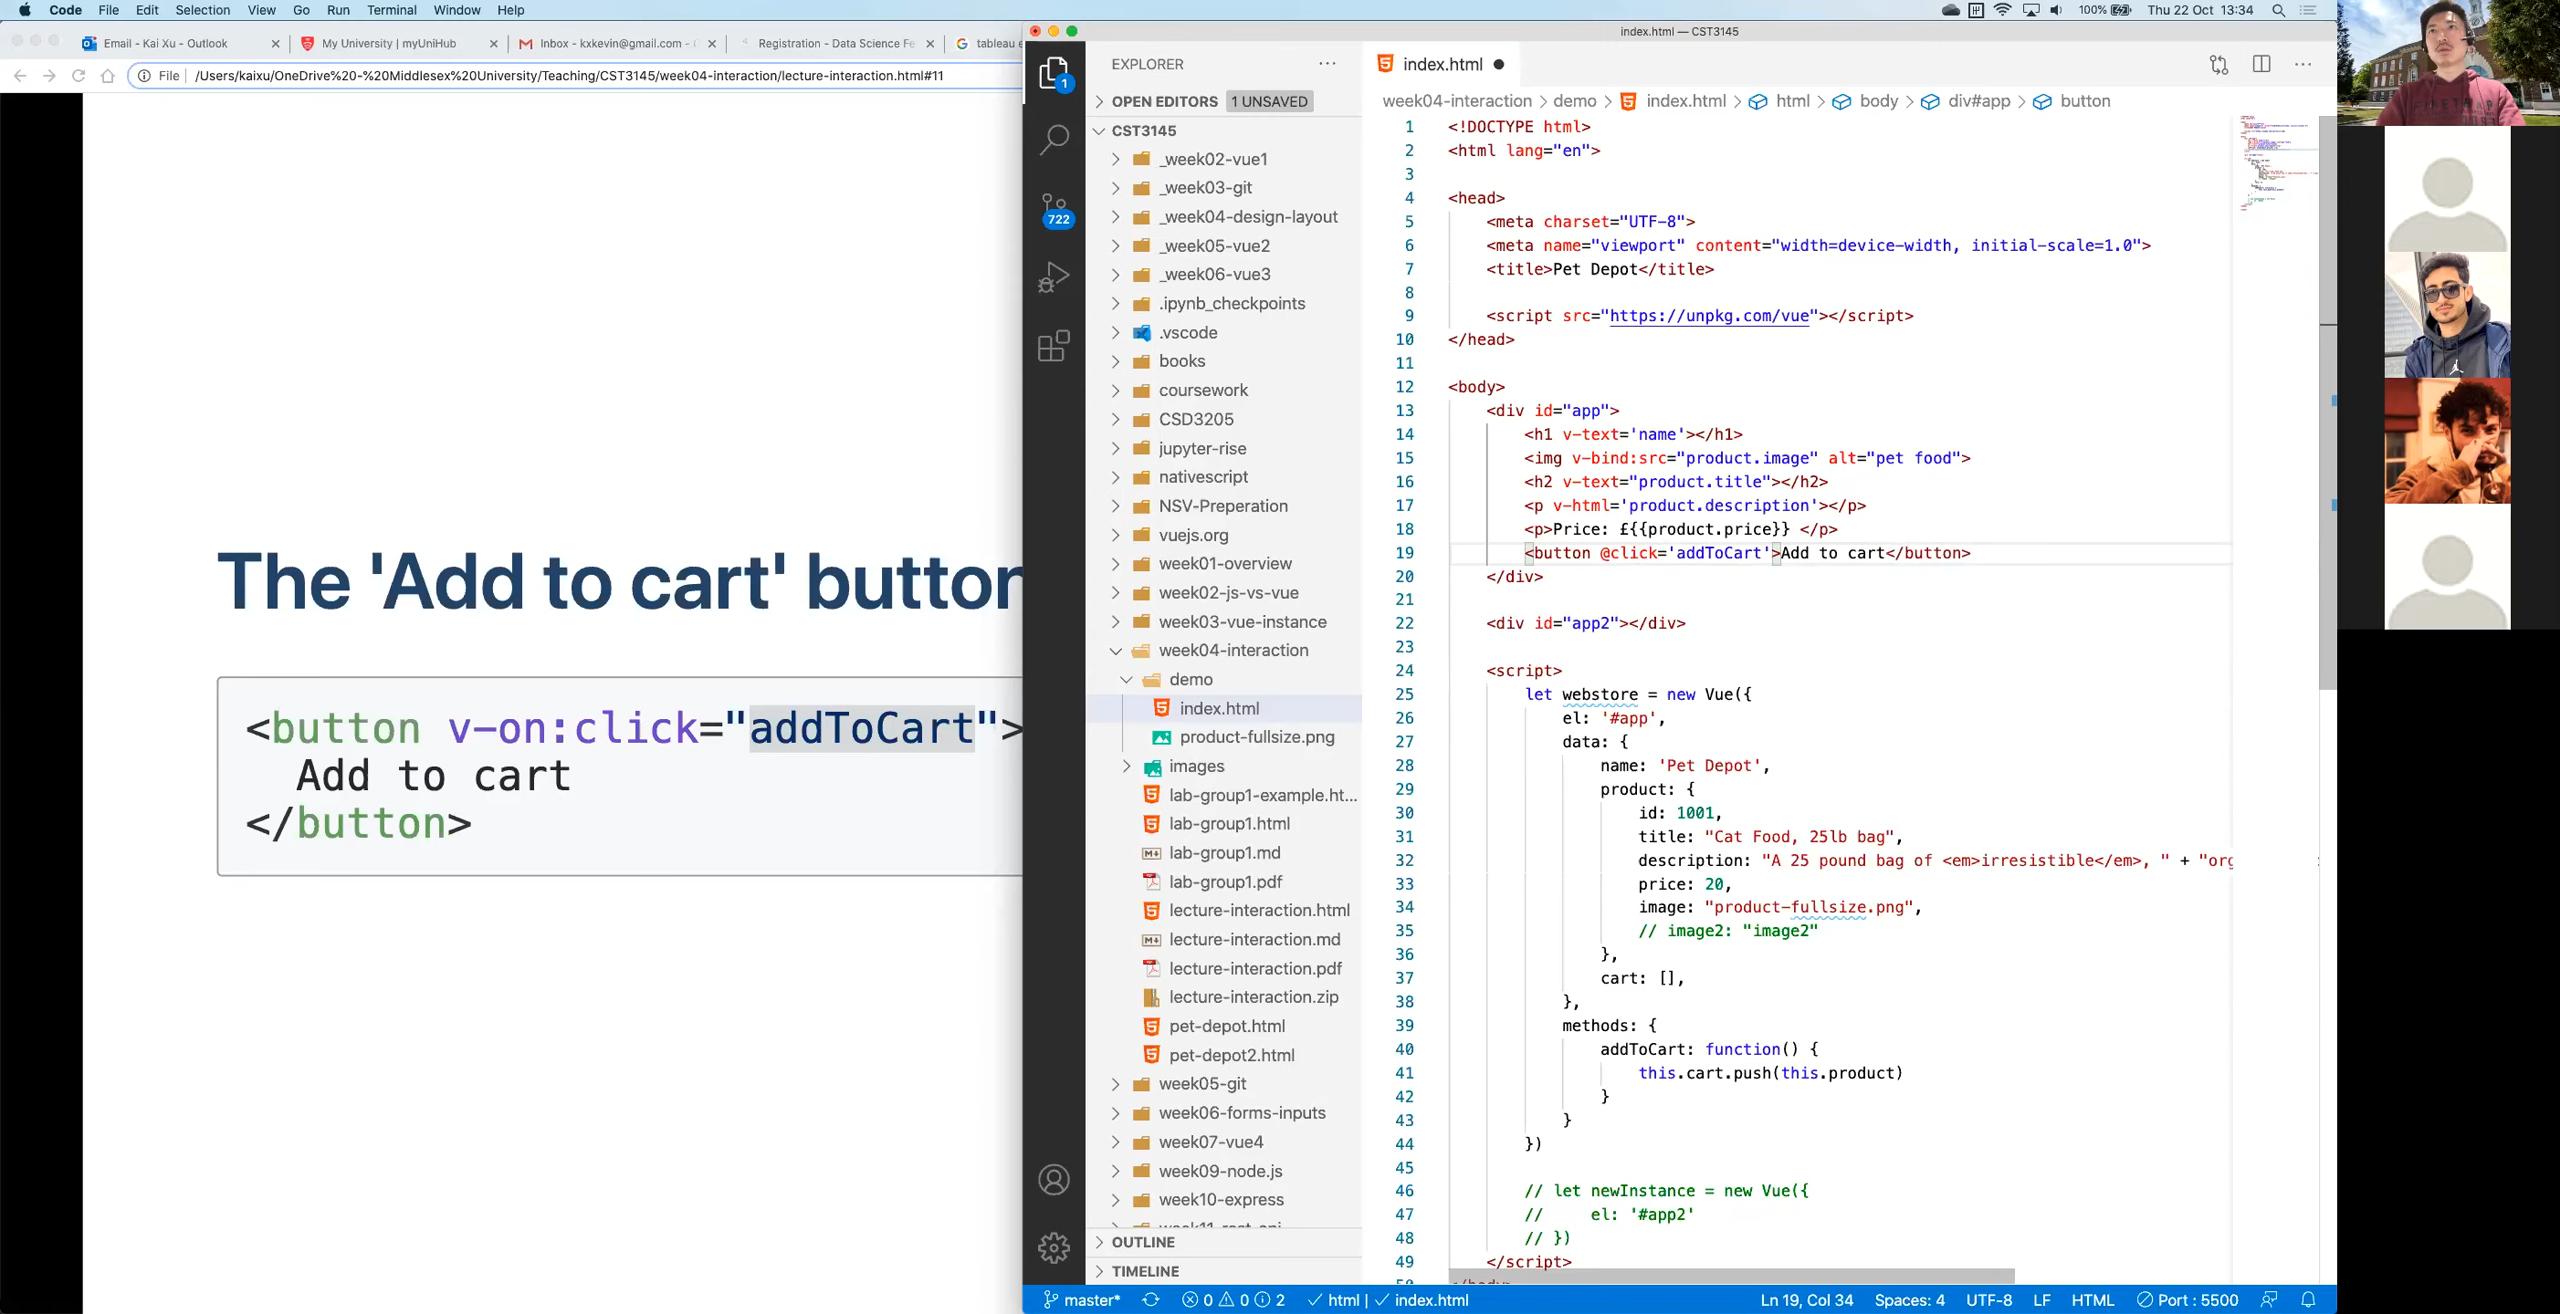 Code File Edit Selection View Go Run Terminal Window Help 100% Thu 22 Oct 13:34
Email - Kai Xu - Outlook
My University | myUniHub
Inbox - kxkevin@gmail.com -
Registration - Data Science Fe
tableau e
File /Users/kaixu/OneDrive%20-%20Middlesex%20University/Teaching/CST3145/week04-interaction/lecture-interaction.html#11
The 'Add to cart' button
<button v-on:click="addToCart">
Add to cart
</button>
index.html — CST3145
1
722
EXPLORER
OPEN EDITORS 1 UNSAVED
CST3145
_week02-vue1
_week03-git
_week04-design-layout
_week05-vue2
_week06-vue3
.ipynb_checkpoints
.vscode
books
coursework
CSD3205
jupyter-rise
nativescript
NSV-Preperation
vuejs.org
week01-overview
week02-js-vs-vue
week03-vue-instance
week04-interaction
demo
index.html
product-fullsize.png
images
lab-group1-example.ht...
lab-group1.html
lab-group1.md
lab-group1.pdf
lecture-interaction.html
lecture-interaction.md
lecture-interaction.pdf
lecture-interaction.zip
pet-depot.html
pet-depot2.html
week05-git
week06-forms-inputs
week07-vue4
week09-node.js
week10-express
OUTLINE
TIMELINE
index.html
week04-interaction > demo > index.html > html > body > div#app > button
1 <!DOCTYPE html>
2 <html lang="en">
3
4 <head>
5 <meta charset="UTF-8">
6 <meta name="viewport" content="width=device-width, initial-scale=1.0">
7 <title>Pet Depot</title>
8
9 <script src="https://unpkg.com/vue"></script>
10 </head>
11
12 <body>
13 <div id="app">
14 <h1 v-text='name'></h1>
15 <img v-bind:src="product.image" alt="pet food">
16 <h2 v-text="product.title"></h2>
17 <p v-html='product.description'></p>
18 <p>Price: £{{product.price}} </p>
19 <button @click='addToCart'>Add to cart</button>
20 </div>
21
22 <div id="app2"></div>
23
24 <script>
25 let webstore = new Vue({
26 el: '#app',
27 data: {
28 name: 'Pet Depot',
29 product: {
30 id: 1001,
31 title: "Cat Food, 25lb bag",
32 description: "A 25 pound bag of <em>irresistible</em>, " + "org
33 price: 20,
34 image: "product-fullsize.png",
35 // image2: "image2"
36 },
37 cart: [],
38 },
39 methods: {
40 addToCart: function() {
41 this.cart.push(this.product)
42 }
43 }
44 })
45
46 // let newInstance = new Vue({
47 // el: '#app2'
48 // })
49 </script>
master* 0 0 2 html | index.html Ln 19, Col 34 Spaces: 4 UTF-8 LF HTML Port : 5500